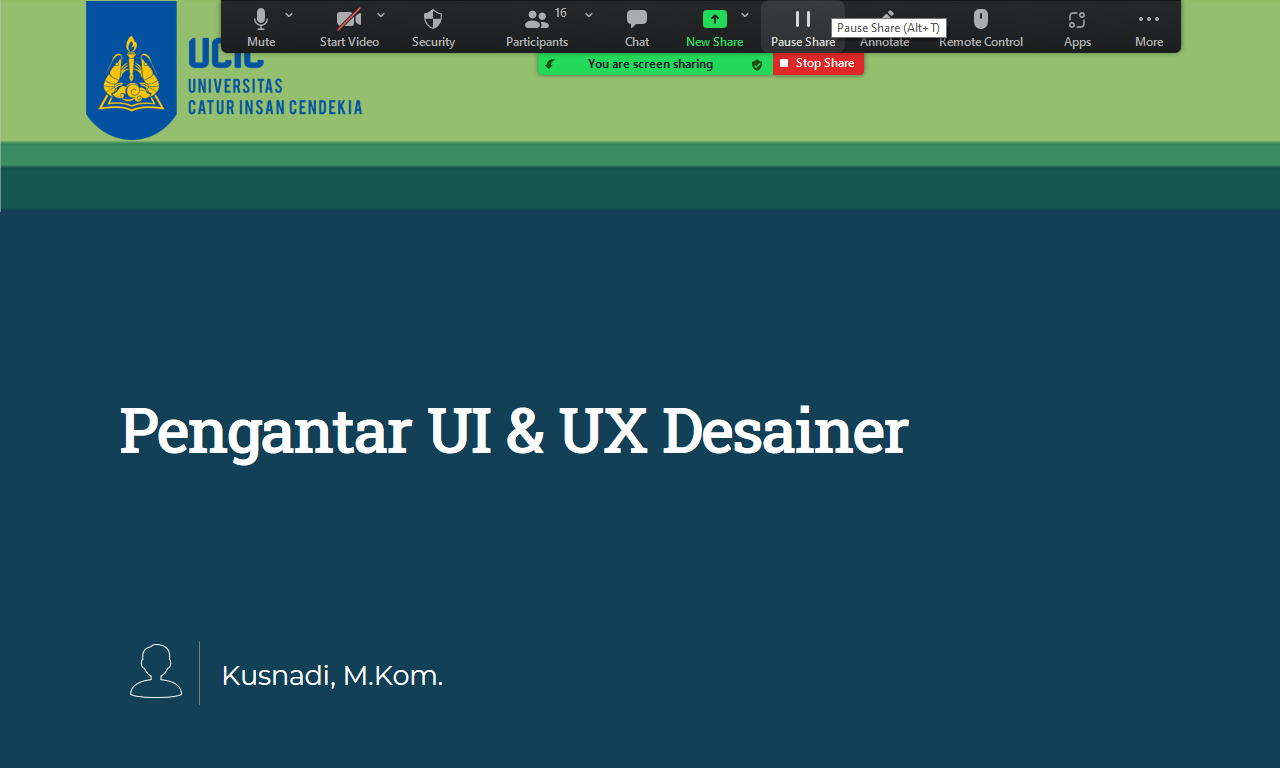 16
Mute
Start Video
Security
Participants
Chat
New Share
Pause Share
Annotate
Remote Control
Apps
More
Pause Share (Alt+T)
You are screen sharing
Stop Share
UCIC
UNIVERSITAS
CATUR INSAN CENDEKIA
Pengantar UI & UX Desainer
Kusnadi, M.Kom.